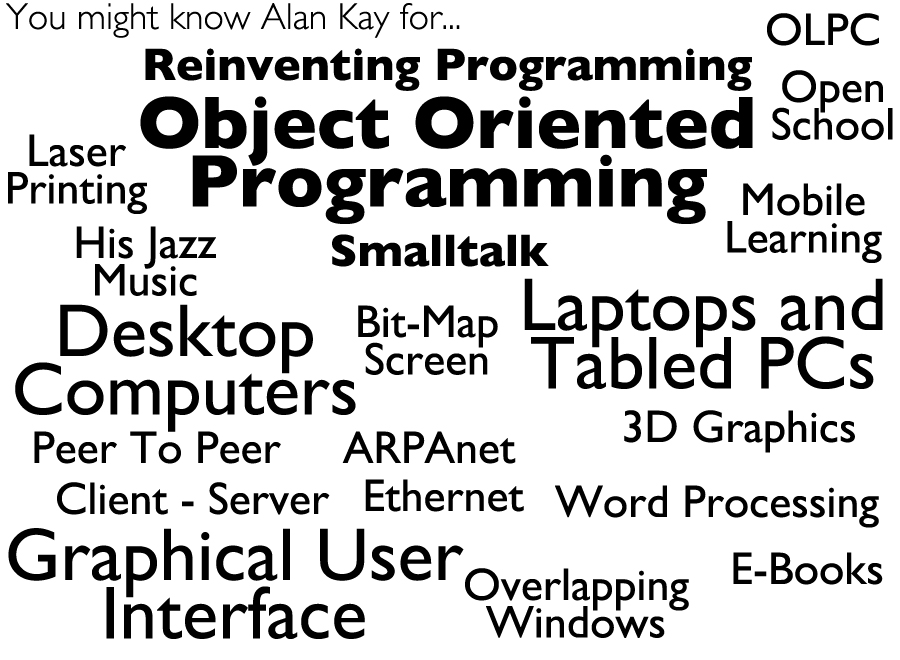 You might know Alan Kay for...
OLPC
Reinventing Programming
Open
School
Object Oriented
Programming
Laser
Printing
Mobile
Learning
His Jazz
Music
Smalltalk
Desktop
Computers
Bit-Map
Screen
Laptops and
Tabled PCs
3D Graphics
Peer To Peer
ARPAnet
Client - Server
Ethernet
Word Processing
Graphical User
Interface
Overlapping
Windows
E-Books